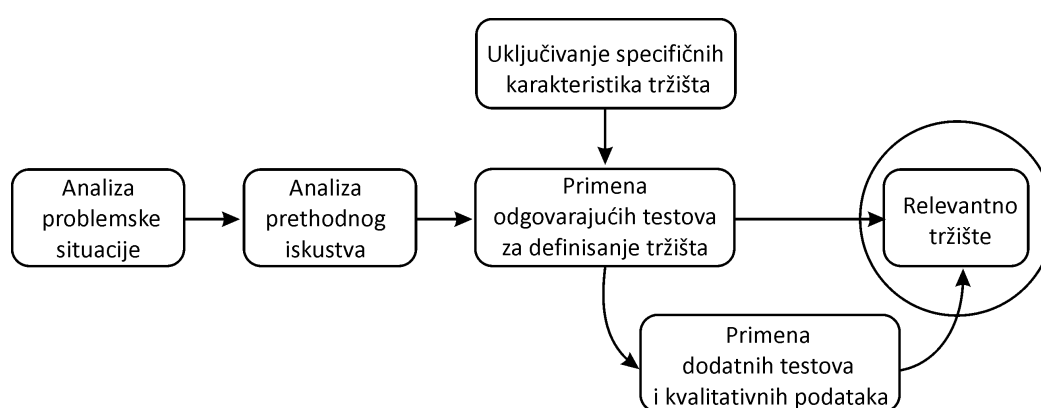 Uključivanje specifičnih
karakteristika tržišta
Analiza
problemske
situacije
Analiza
prethodnog
iskustva
Primena
odgovarajućih testova
za definisanje tržišta
Relevantno
tržište
Primena
dodatnih testova
i kvalitativnih podataka